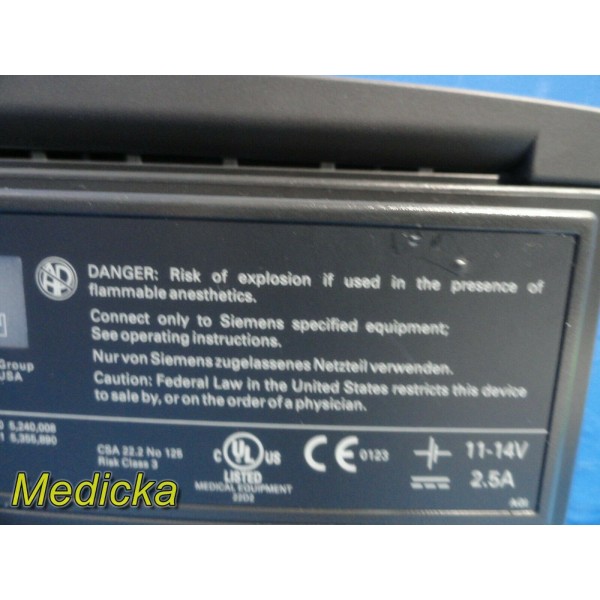 DANGER: Risk of explosion if used in the presence of
flammable anesthetics.
Connect only to Siemens specified equipment;
See operating instructions.
Nur von Siemens zugelassenes Netzteil verwenden.
Group
USA
Caution: Federal Law in the United States restricts this device
to sale by, or on the order of a physician.
5,240,008
5,355,890
CSA 22.2 No 125
Risk Class 3
C UL US
LISTED
MEDICAL EQUIPMENT
CE 0123
11-14V
2.5A
Medicka